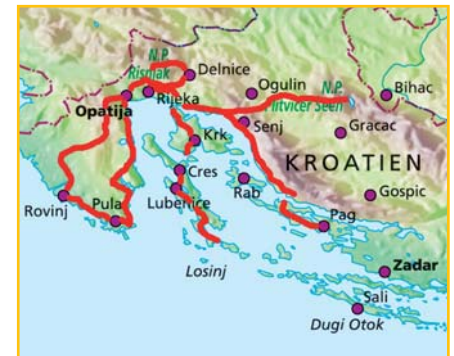 N.P.
Risnjak
Delnice
Ogulin
N.P.
Plitvicer Seen
Bihac
Opatija
Rijeka
Krk
Senj
Gracac
KROATIEN
Cres
Rab
Gospic
Rovinj
Pula
Lubenice
Pag
Losinj
Zadar
Sali
Dugi Otok